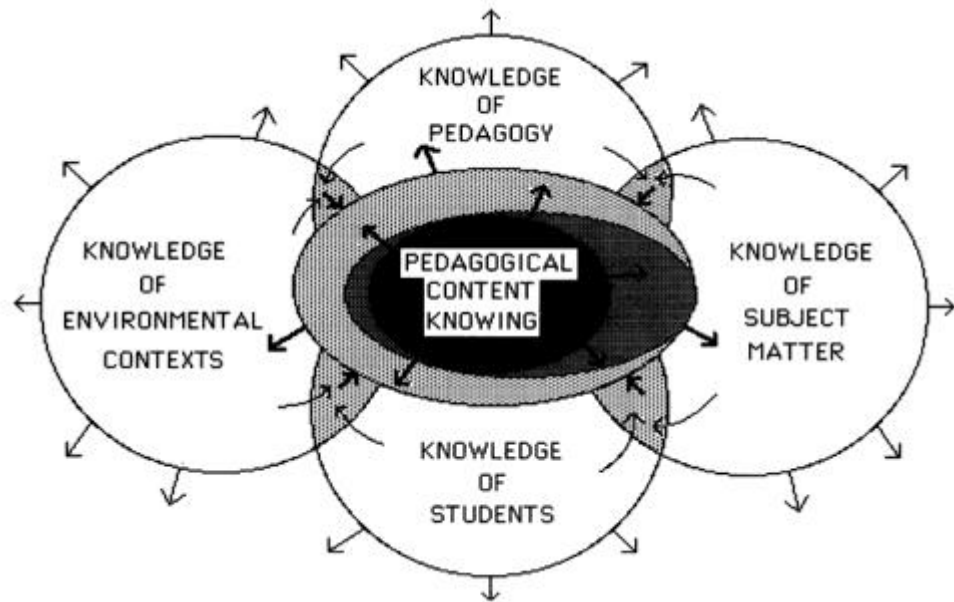 KNOWLEDGE
OF
PEDAGOGY
KNOWLEDGE
OF
ENVIRONMENTAL
CONTEXTS
PEDAGOGICAL
CONTENT
KNOWING
KNOWLEDGE
OF
SUBJECT
MATTER
KNOWLEDGE
OF
STUDENTS